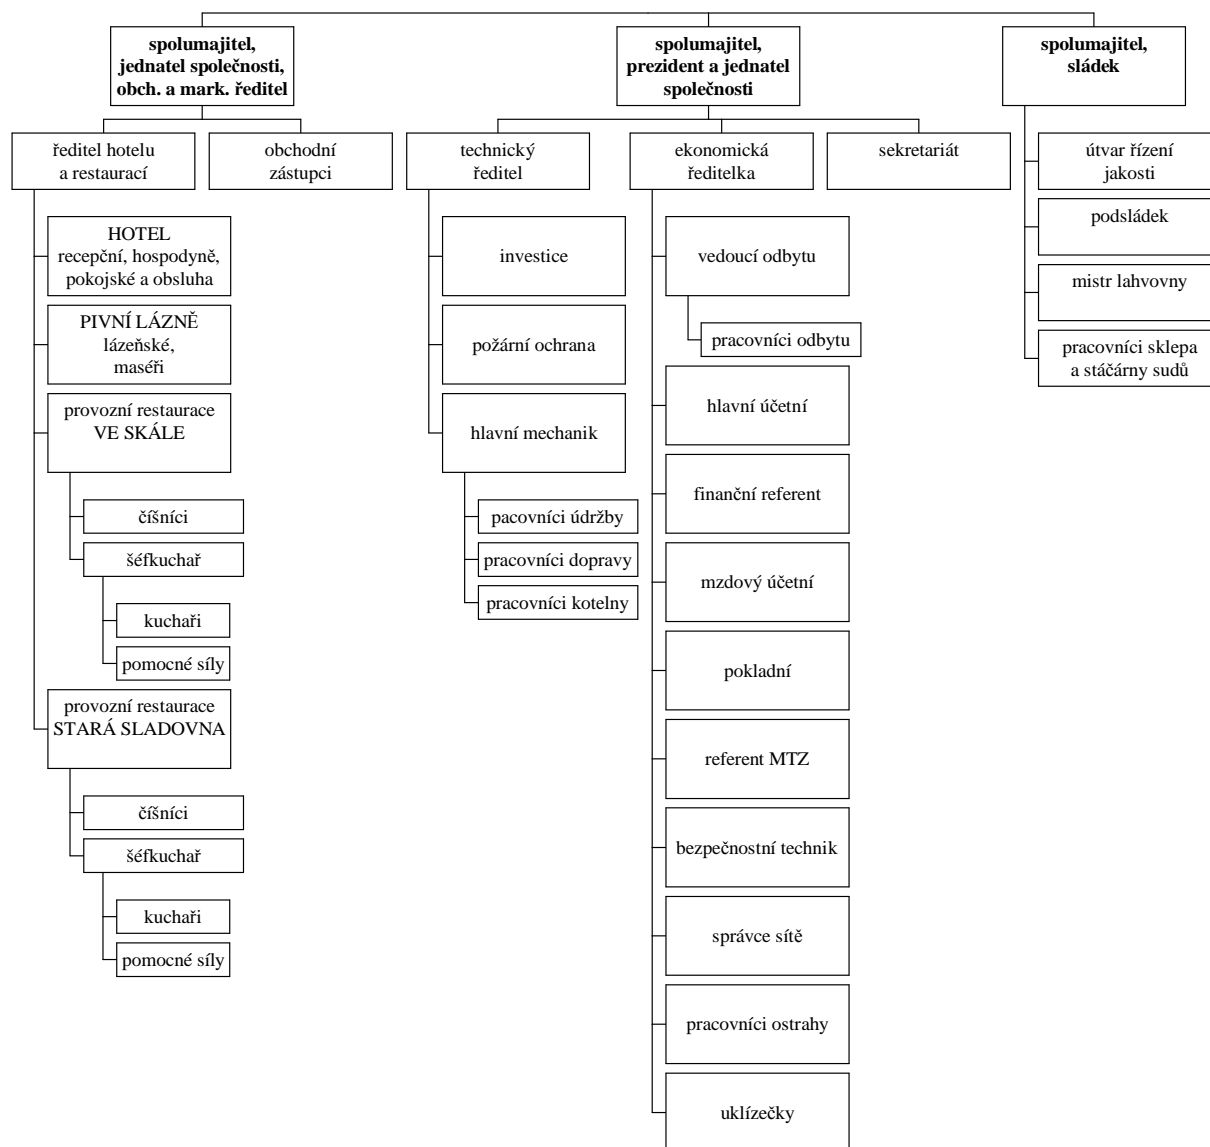 spolumajitel,
jednatel společnosti,
obch. a mark. ředitel
spolumajitel,
prezident a jednatel
společnosti
spolumajitel,
sládek
ředitel hotelu
a restaurací
obchodní
zástupci
technický
ředitel
ekonomická
ředitelka
sekretariát
útvar řízení
jakosti
podsládek
mistr lahvovny
pracovníci sklepa
a stáčárny sudů
HOTEL
recepční, hospodyně,
pokojské a obsluha
PIVNÍ LÁZNĚ
lázeňské,
maséři
provozní restaurace
VE SKÁLE
číšníci
šéfkuchař
kuchaři
pomocné síly
provozní restaurace
STARÁ SLADOVNA
číšníci
šéfkuchař
kuchaři
pomocné síly
investice
požární ochrana
hlavní mechanik
pacovníci údržby
pracovníci dopravy
pracovníci kotelny
vedoucí odbytu
pracovníci odbytu
hlavní účetní
finanční referent
mzdový účetní
pokladní
referent MTZ
bezpečnostní technik
správce sítě
pracovníci ostrahy
uklízečky